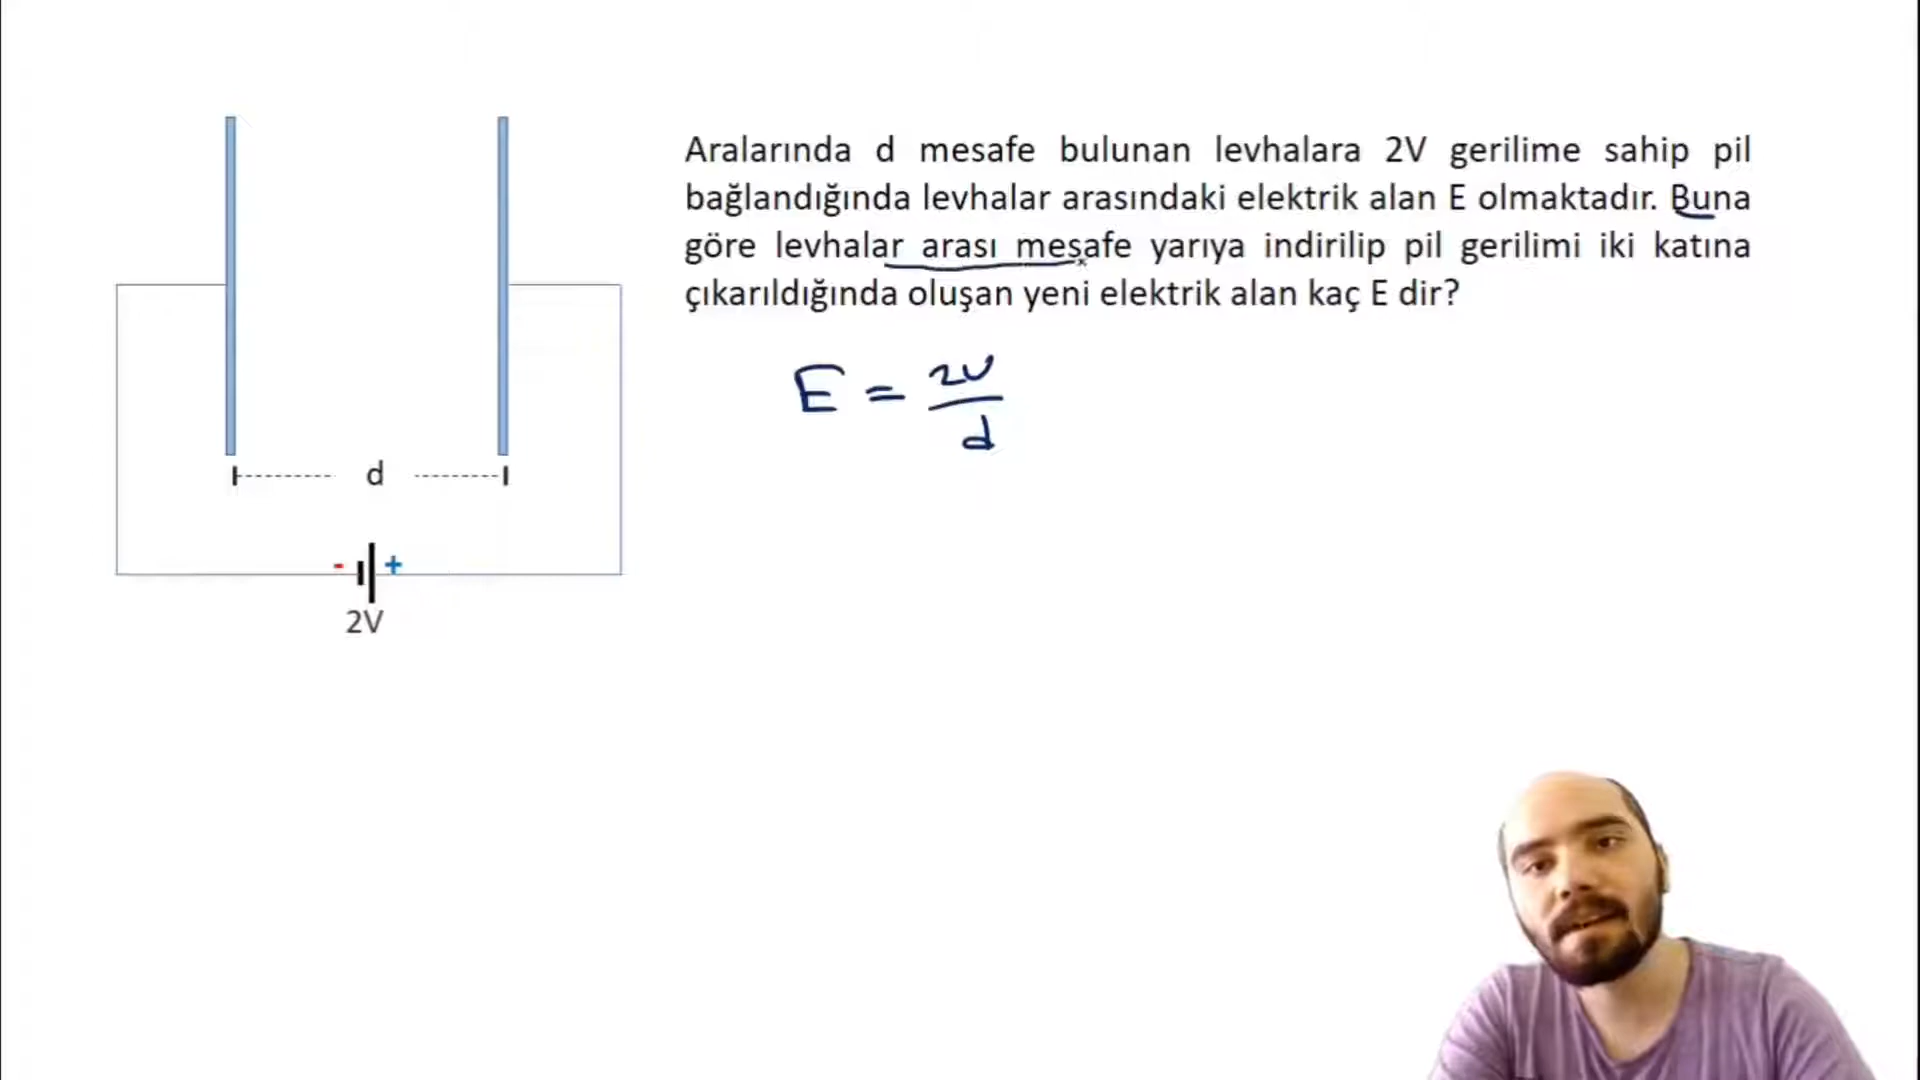 Aralarında d mesafe bulunan levhalara 2V gerilime sahip pil
bağlandığında levhalar arasındaki elektrik alan E olmaktadır. Buna
göre levhalar arası mesafe yarıya indirilip pil gerilimi iki katına
çıkarıldığında oluşan yeni elektrik alan kaç E dir?
E = 2V
d
d
- +
2V